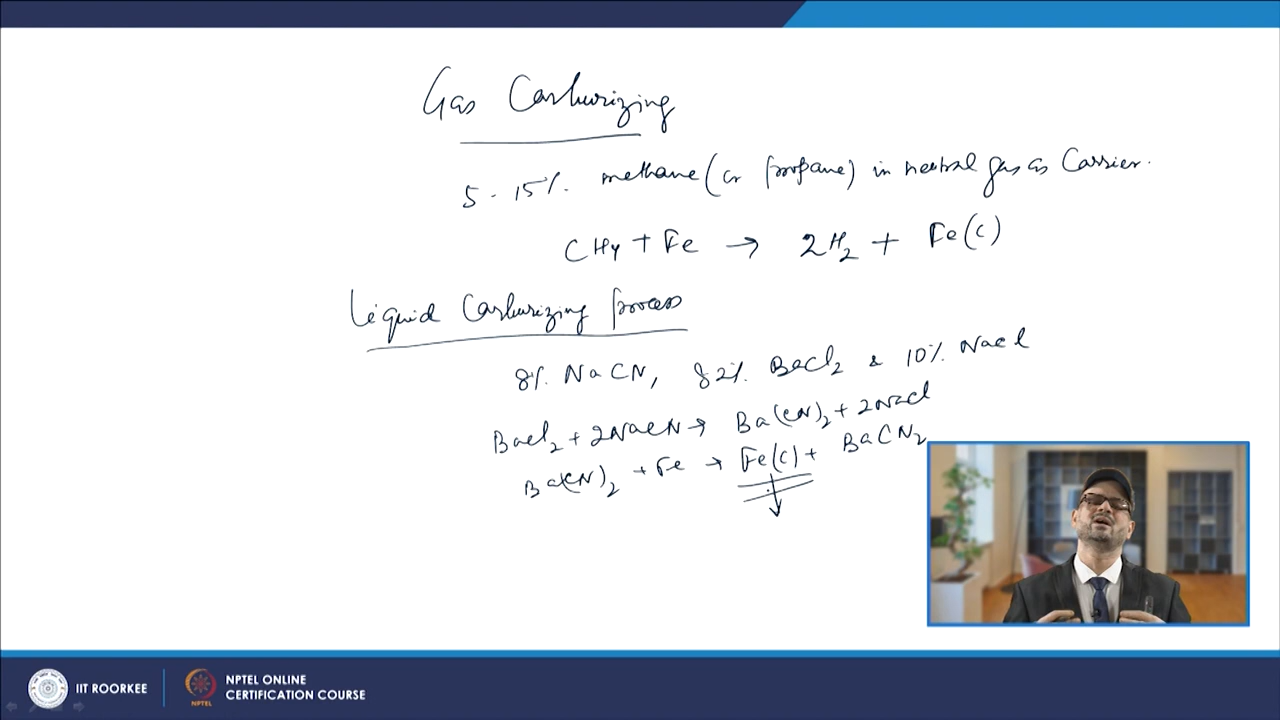 Gas Carburizing
5-15% methane (or propane) in neutral gas as Carrier.
CH4 + Fe → 2H2 + Fe(C)
Liquid Carburizing process
8% NaCN, 82% BaCl2 & 10% NaCl
BaCl2 + 2NaCN → Ba(CN)2 + 2NaCl
Ba(CN)2 + Fe → Fe(C) + BaCN2
IIT ROORKEE
NPTEL
NPTEL ONLINE
CERTIFICATION COURSE